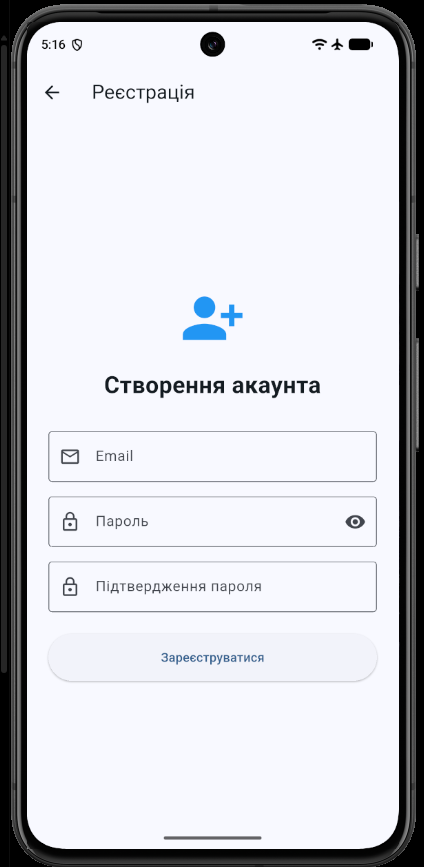 5:16
Реєстрація
Створення акаунта
Email
Пароль
Підтвердження пароля
Зареєструватися